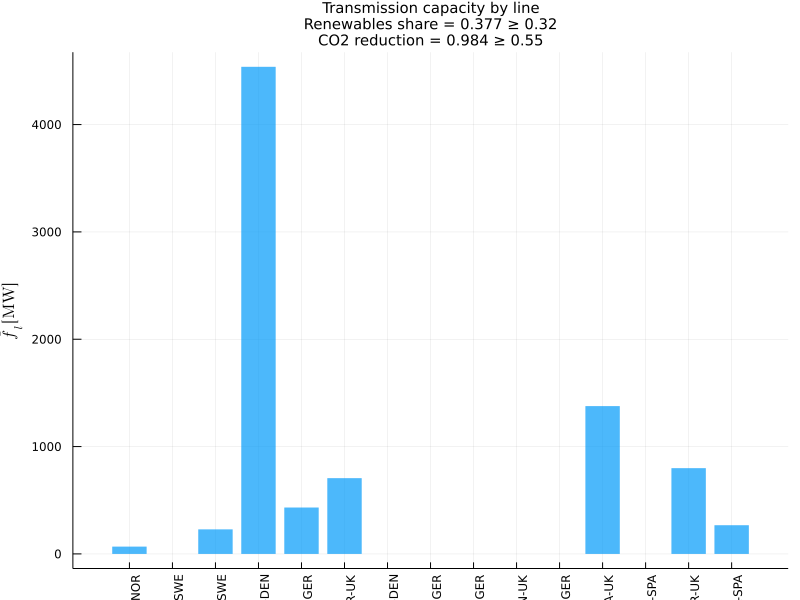 Transmission capacity by line
Renewables share = 0.377 ≥ 0.32
CO2 reduction = 0.984 ≥ 0.55
4000
3000
2000
1000
0
f_l [MW]
NOR
SWE
SWE
DEN
GER
R-UK
DEN
GER
GER
N-UK
GER
A-UK
-SPA
R-UK
-SPA